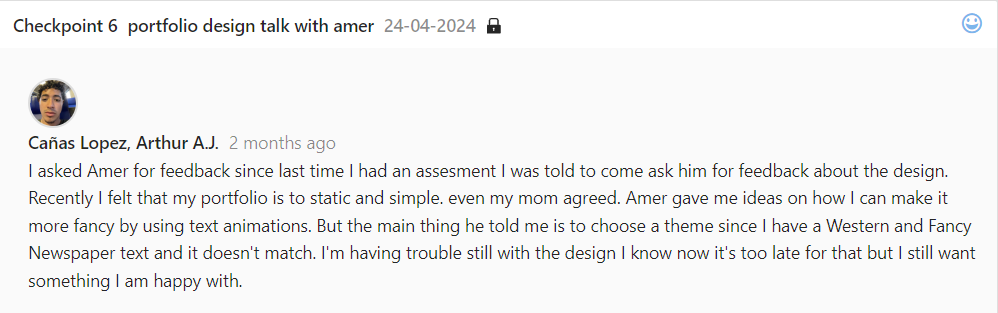 Checkpoint 6 portfolio design talk with amer 24-04-2024
Cañas Lopez, Arthur A.J. 2 months ago
I asked Amer for feedback since last time I had an assesment I was told to come ask him for feedback about the design.
Recently I felt that my portfolio is to static and simple. even my mom agreed. Amer gave me ideas on how I can make it
more fancy by using text animations. But the main thing he told me is to choose a theme since I have a Western and Fancy
Newspaper text and it doesn't match. I'm having trouble still with the design I know now it's too late for that but I still want
something I am happy with.